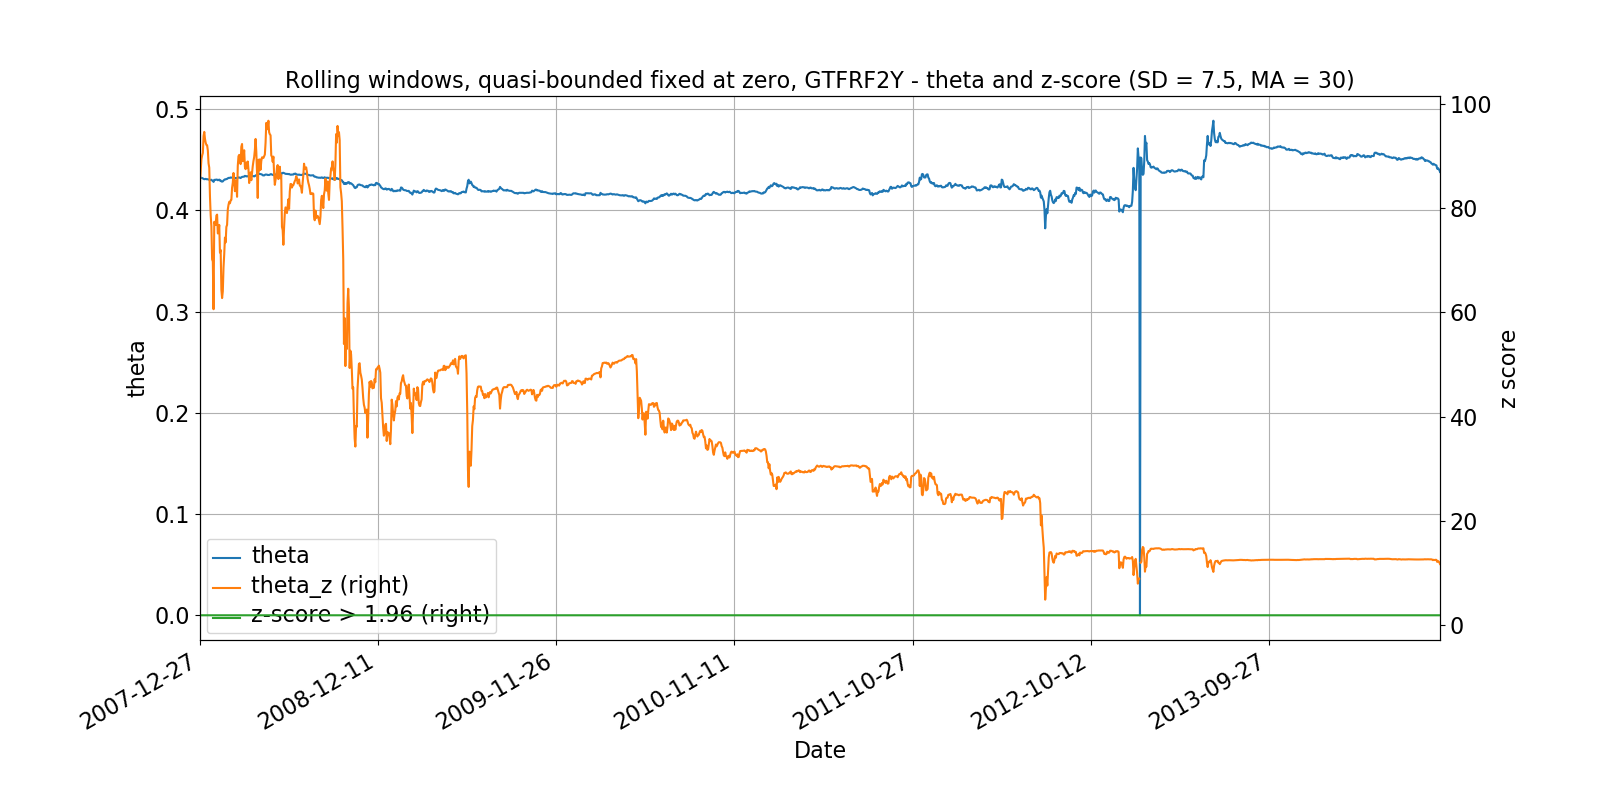 Rolling windows, quasi-bounded fixed at zero, GTFRF2Y - theta and z-score (SD = 7.5, MA = 30)
0.5
0.4
0.3
0.2
0.1
0.0
theta
100
80
60
40
20
0
z score
theta
theta_z (right)
z-score > 1.96 (right)
2007-12-27
2008-12-11
2009-11-26
2010-11-11
2011-10-27
2012-10-12
2013-09-27
Date